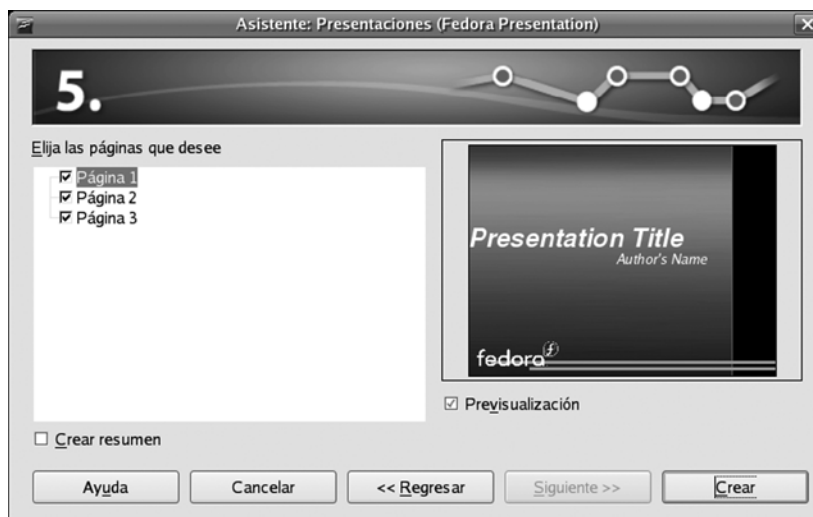 Asistente: Presentaciones (Fedora Presentation)
5.
Elija las páginas que desee
Página 1
Página 2
Página 3
Presentation Title
Author's Name
fedora
Previsualización
Crear resumen
Ayuda
Cancelar
<< Regresar
Siguiente >>
Crear